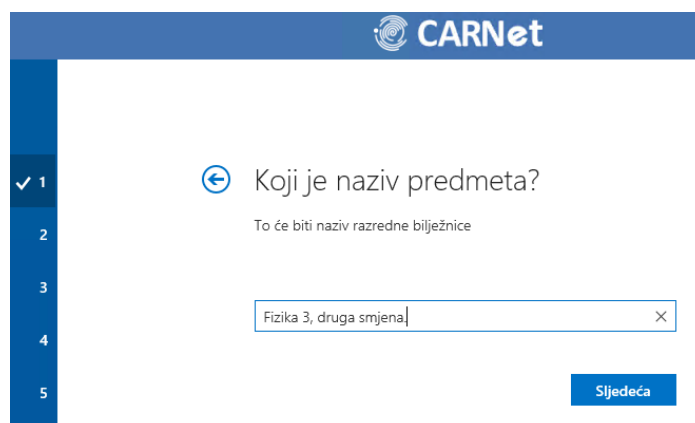 CARNet
1
Koji je naziv predmeta?
To će biti naziv razredne bilježnice
2
3
Fizika 3, druga smjena.
4
5
Sljedeća